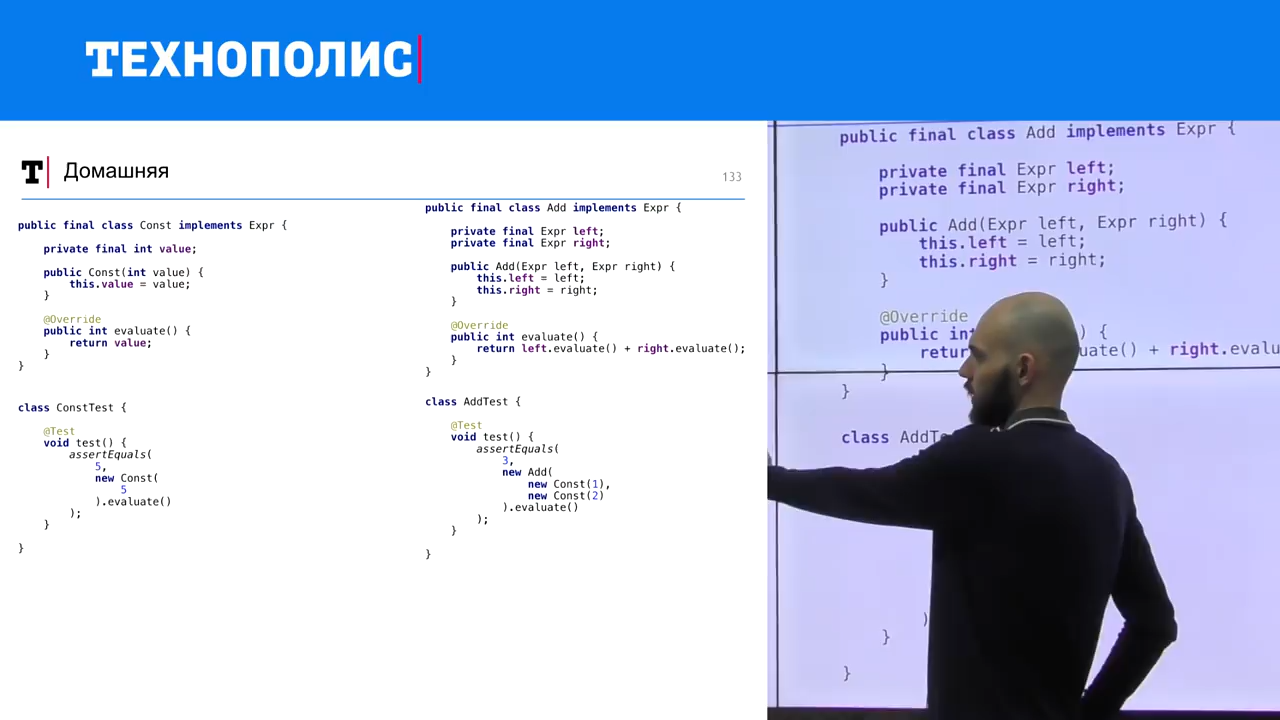 ТЕХНОПОЛИС
T Домашняя
133
public final class Const implements Expr {
private final int value;
public Const(int value) {
this.value = value;
}
@Override
public int evaluate() {
return value;
}
}
class ConstTest {
@Test
void test() {
assertEquals(
5,
new Const(
5
).evaluate()
);
}
}
public final class Add implements Expr {
private final Expr left;
private final Expr right;
public Add(Expr left, Expr right) {
this.left = left;
this.right = right;
}
@Override
public int evaluate() {
return left.evaluate() + right.evaluate();
}
}
class AddTest {
@Test
void test() {
assertEquals(
3,
new Add(
new Const(1),
new Const(2)
).evaluate()
);
}
}
public final class Add implements Expr {
private final Expr left;
private final Expr right;
public Add(Expr left, Expr right) {
this.left = left;
this.right = right;
}
@Override
public int ) {
uate() + right.evalu
}
}
class AddTe
)
}
}